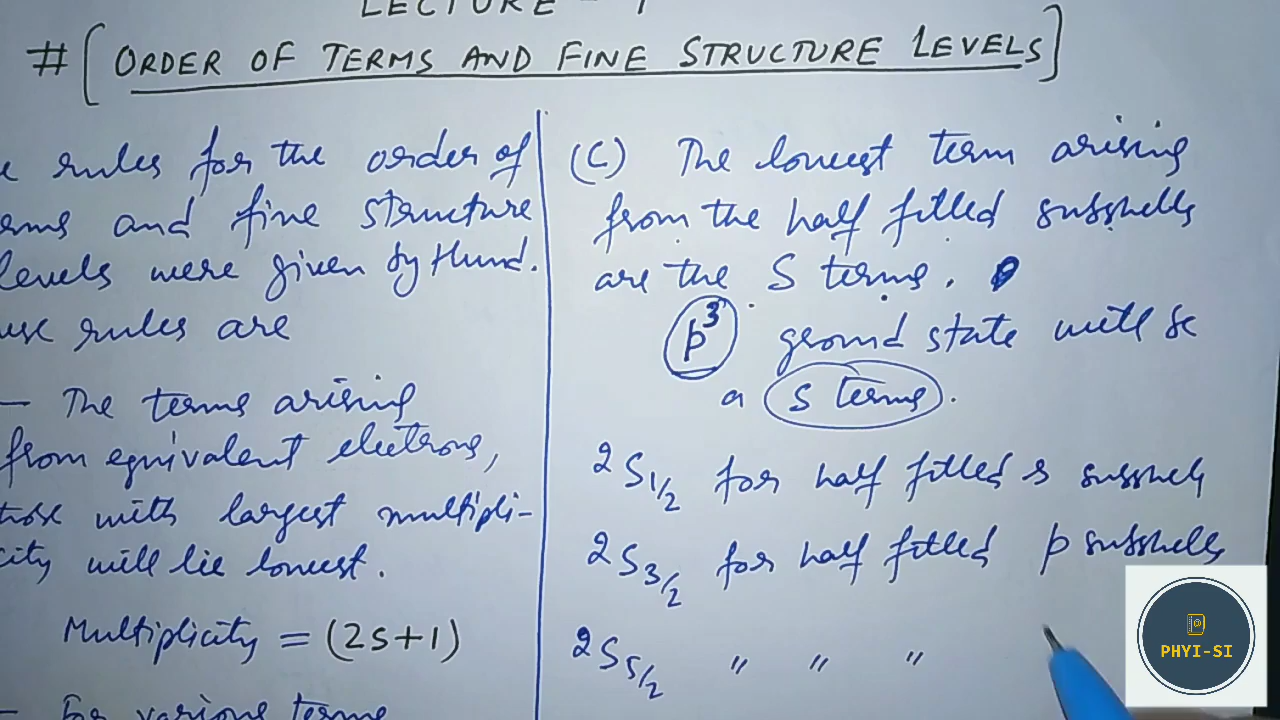 LECTURE - 1
# [ ORDER OF TERMS AND FINE STRUCTURE LEVELS ]
rules for the order of
and fine structure
levels were given by Hund.
rules are
— The terms arising
from equivalent electrons,
with largest multipli-
city will lie lowest.
Multiplicity = (2s+1)
— For various terms
(C) The lowest term arising
from the half filled subshells
are the S terms.
p³ ground state will be
a S terms.
²S1/2 for half filled s subshell
²S3/2 for half filled p subshells
²S5/2 〃 〃 〃
PHYI-SI